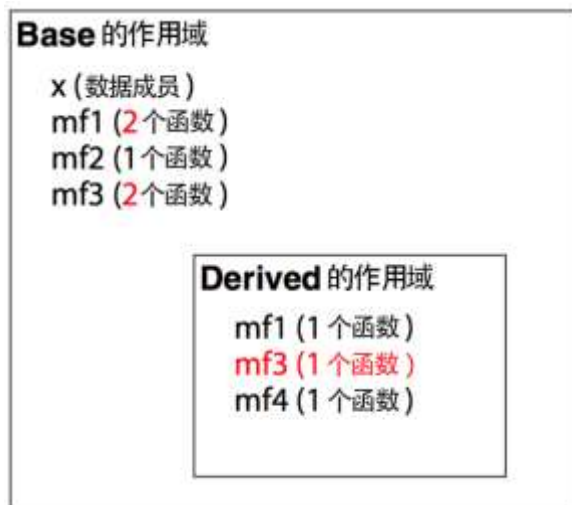 Base 的作用域
x (数据成员)
mf1 (2个函数)
mf2 (1个函数)
mf3 (2个函数)
Derived 的作用域
mf1 (1个函数)
mf3 (1个函数)
mf4 (1个函数)